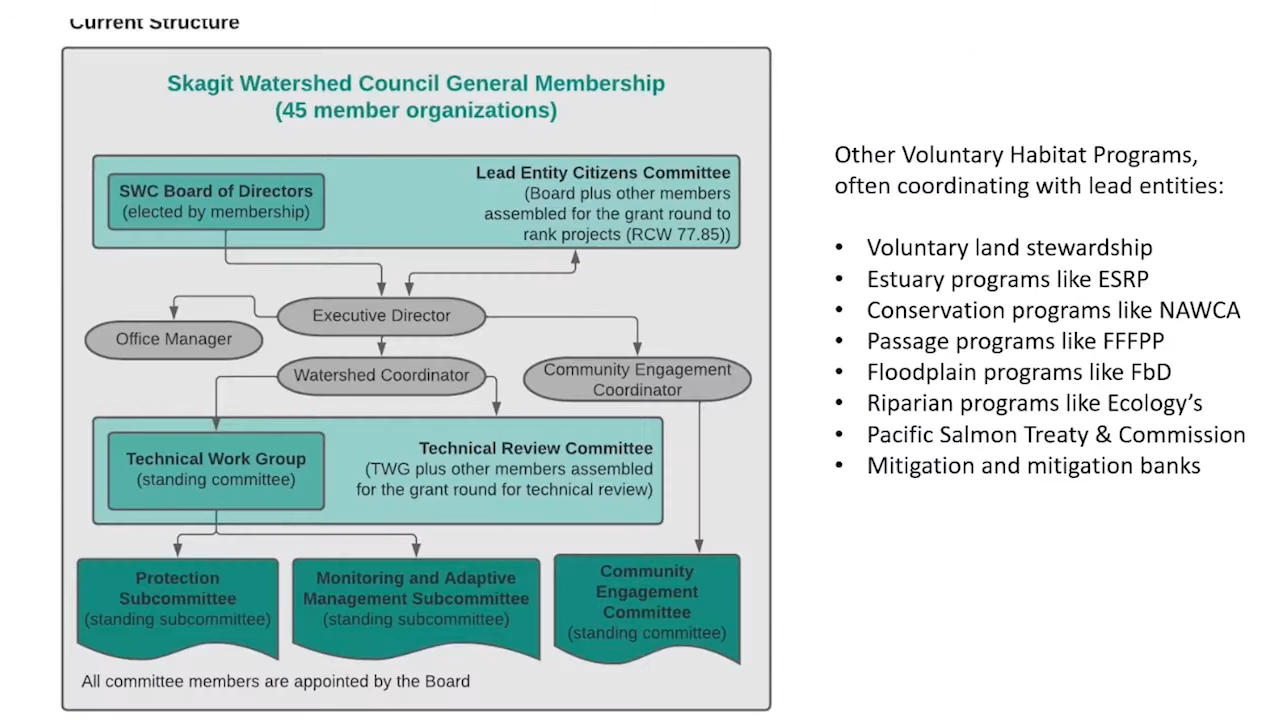 Current Structure
Skagit Watershed Council General Membership
(45 member organizations)
SWC Board of Directors
(elected by membership)
Lead Entity Citizens Committee
(Board plus other members
assembled for the grant round to
rank projects (RCW 77.85))
Executive Director
Office Manager
Watershed Coordinator
Community Engagement
Coordinator
Technical Work Group
(standing committee)
Technical Review Committee
(TWG plus other members assembled
for the grant round for technical review)
Protection
Subcommittee
(standing subcommittee)
Monitoring and Adaptive
Management Subcommittee
(standing subcommittee)
Community
Engagement
Committee
(standing committee)
All committee members are appointed by the Board
Other Voluntary Habitat Programs,
often coordinating with lead entities:
• Voluntary land stewardship
• Estuary programs like ESRP
• Conservation programs like NAWCA
• Passage programs like FFFPP
• Floodplain programs like FbD
• Riparian programs like Ecology’s
• Pacific Salmon Treaty & Commission
• Mitigation and mitigation banks